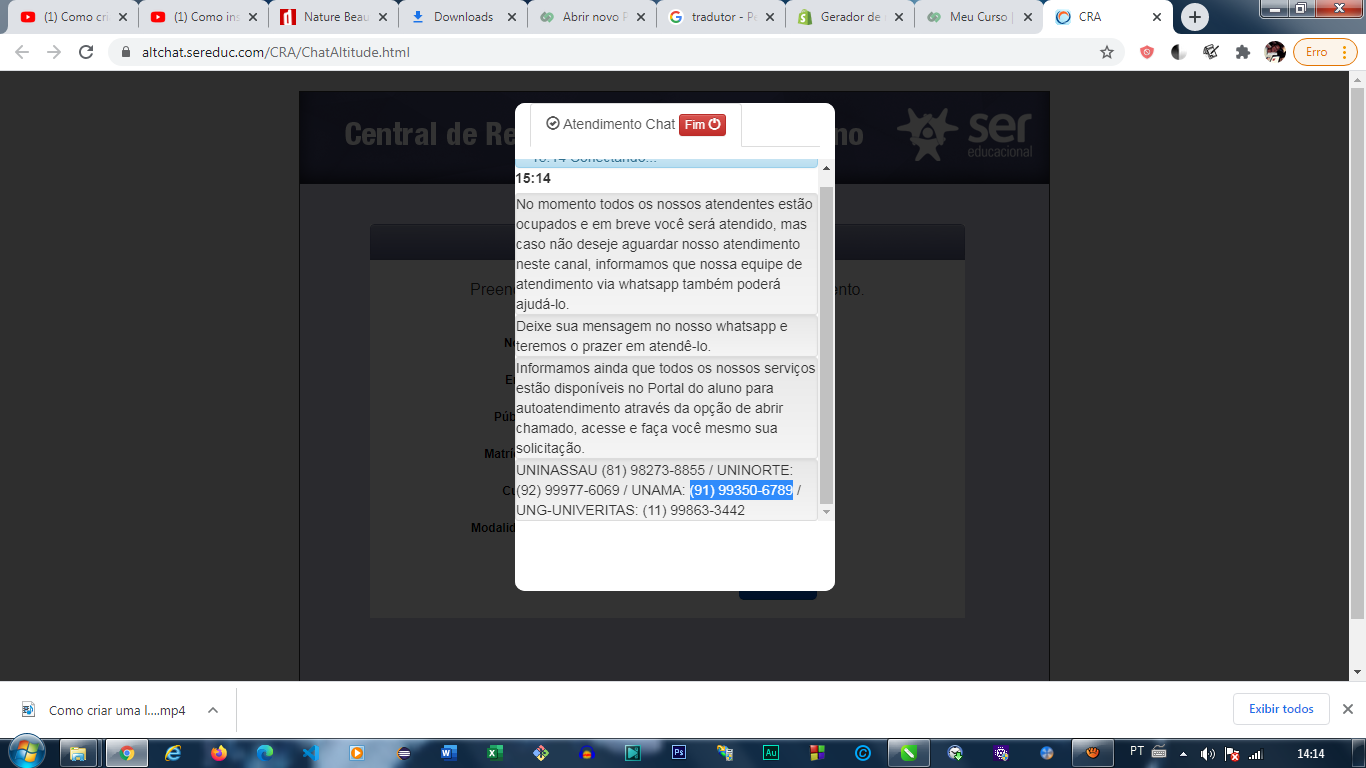 (1) Como cri
(1) Como ins
Nature Beau
Downloads
Abrir novo P
tradutor - Pe
Gerador de
Meu Curso
CRA
altchat.sereduc.com/CRA/ChatAltitude.html
Erro
Central de Re
no
ser
educacional
Atendimento Chat Fim
15:14 Conectando...
15:14
No momento todos os nossos atendentes estão
ocupados e em breve você será atendido, mas
caso não deseje aguardar nosso atendimento
neste canal, informamos que nossa equipe de
atendimento via whatsapp também poderá
ajudá-lo.
Deixe sua mensagem no nosso whatsapp e
teremos o prazer em atendê-lo.
Informamos ainda que todos os nossos serviços
estão disponíveis no Portal do aluno para
autoatendimento através da opção de abrir
chamado, acesse e faça você mesmo sua
solicitação.
UNINASSAU (81) 98273-8855 / UNINORTE:
(92) 99977-6069 / UNAMA: (91) 99350-6789 /
UNG-UNIVERITAS: (11) 99863-3442
Preen
ento.
No
En
Púb
Matríc
Cu
Modalid
Como criar uma l....mp4
Exibir todos
PT
14:14